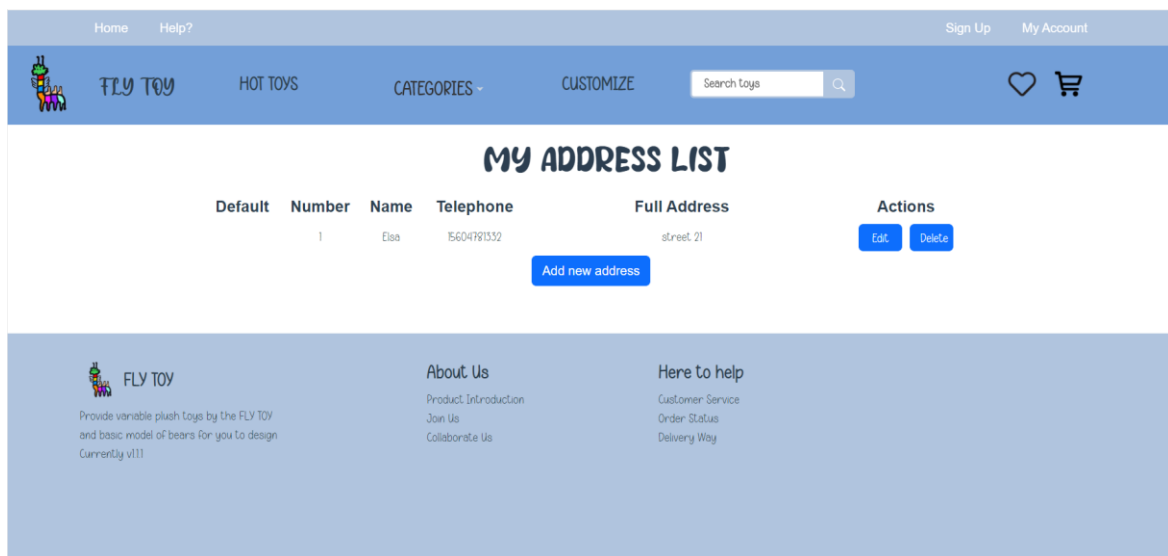 Home Help? Sign Up My Account
FLY TOY HOT TOYS CATEGORIES CUSTOMIZE Search toys
MY ADDRESS LIST
Default Number Name Telephone Full Address Actions
1 Elsa 15604781332 street 21 Edit Delete
Add new address
FLY TOY
Provide variable plush toys by the FLY TOY
and basic model of bears for you to design
Currently v1.1.1
About Us
Product Introduction
Join Us
Collaborate Us
Here to help
Customer Service
Order Status
Delivery Way